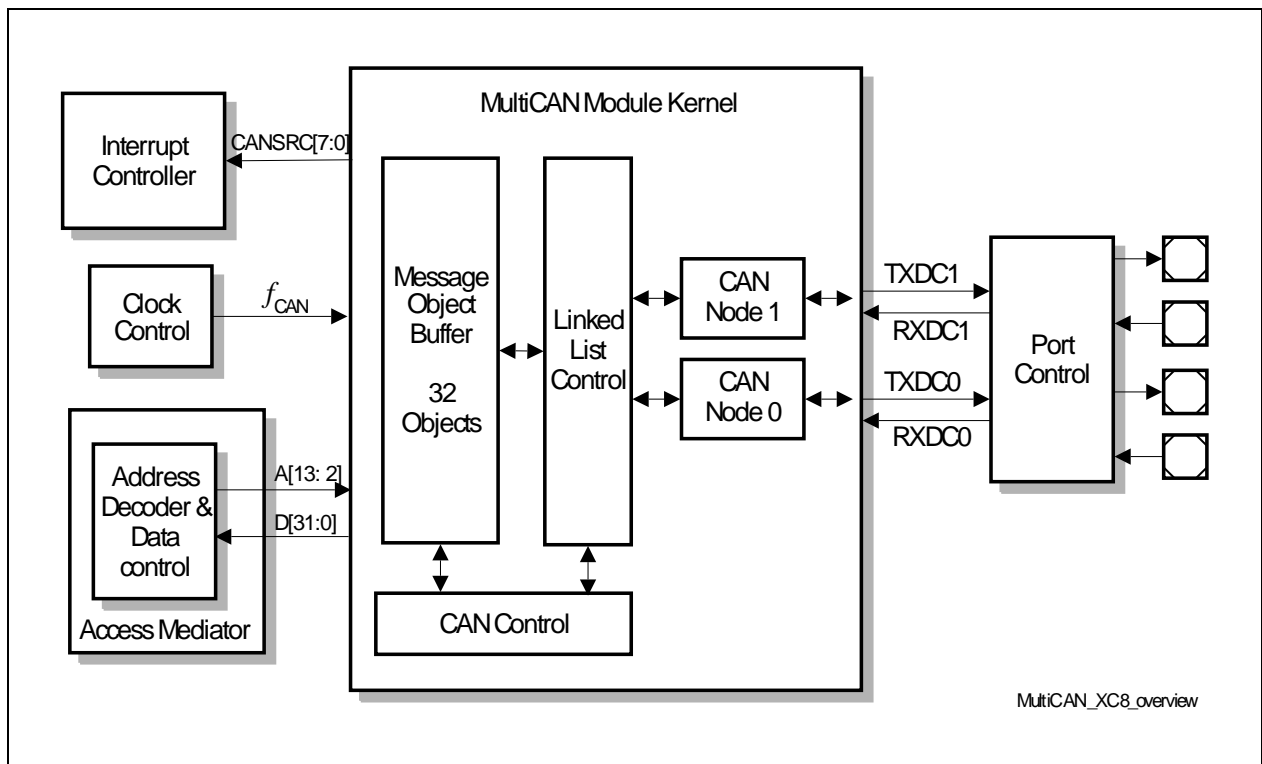 MultiCAN Module Kernel
Interrupt
Controller
CANSRC[7:0]
Clock
Control
fCAN
Address
Decoder &
Data
control
A[13: 2]
D[31:0]
Access Mediator
Message
Object
Buffer
32
Objects
Linked
List
Control
CAN
Node 1
CAN
Node 0
CAN Control
TXDC1
RXDC1
TXDC0
RXDC0
Port
Control
MultiCAN_XC8_overview